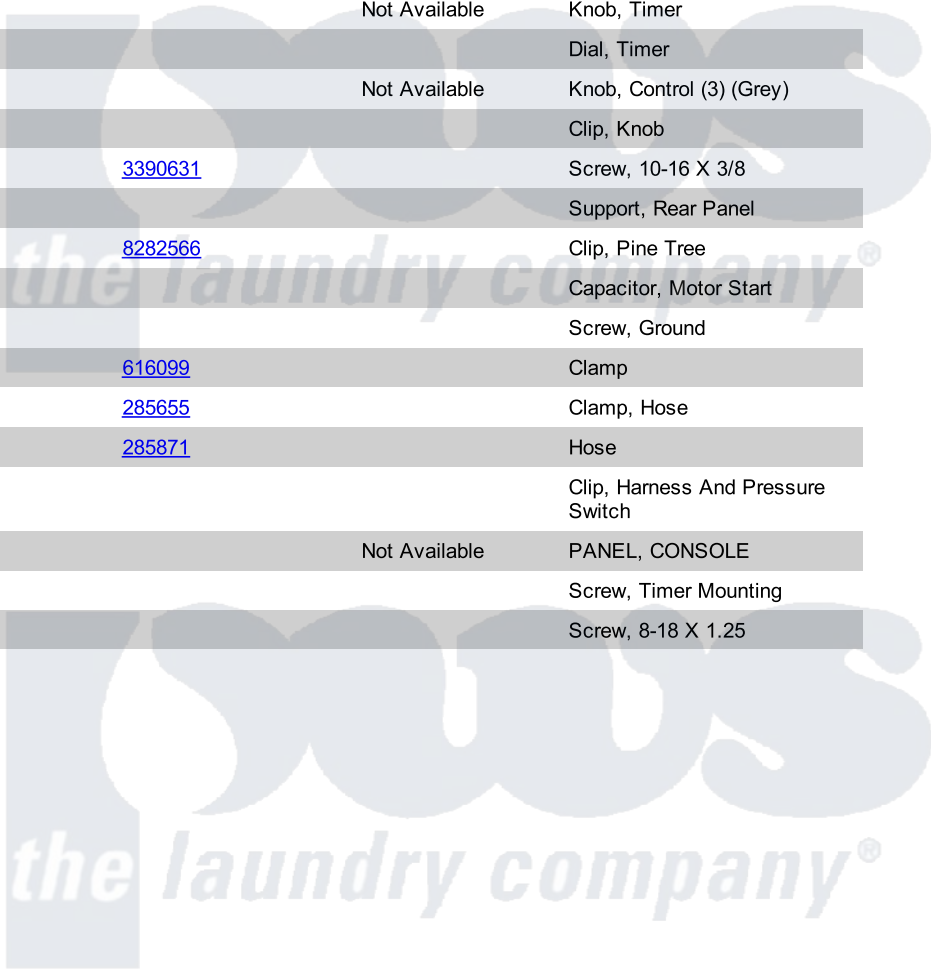 Not Available Knob, Timer
Dial, Timer
Not Available Knob, Control (3) (Grey)
Clip, Knob
3390631 Screw, 10-16 X 3/8
Support, Rear Panel
8282566 Clip, Pine Tree
the laundry company®
Capacitor, Motor Start
Screw, Ground
616099 Clamp
285655 Clamp, Hose
285871 Hose
Clip, Harness And Pressure
Switch
Not Available PANEL, CONSOLE
Screw, Timer Mounting
Screw, 8-18 X 1.25
pws
the laundry company®